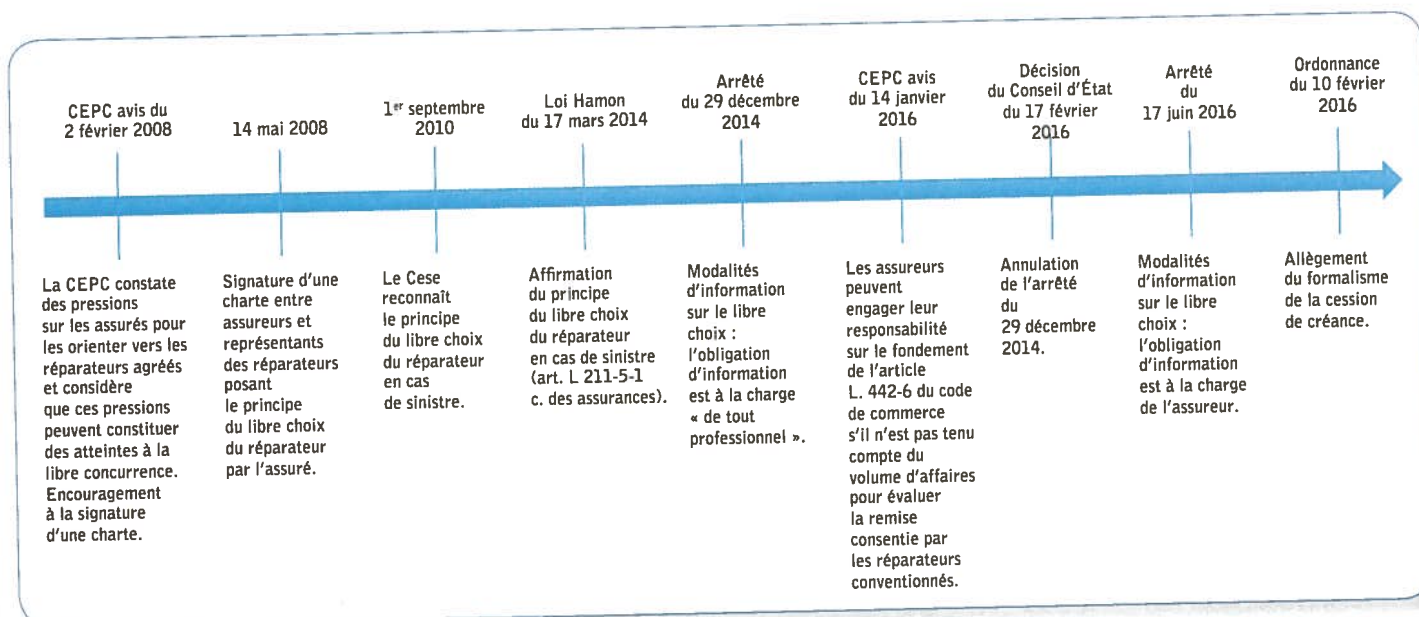 CEPC avis du
2 février 2008
La CEPC constate
des pressions
sur les assurés pour
les orienter vers les
réparateurs agréés
et considère
que ces pressions
peuvent constituer
des atteintes à la
libre concurrence.
Encouragement
à la signature
d'une charte.
14 mai 2008
Signature d'une
charte entre
assureurs et
représentants
des réparateurs
posant
le principe
du libre choix
du réparateur
par l'assuré.
1er septembre
2010
Le Cese
reconnaît
le principe
du libre choix
du réparateur
en cas
de sinistre.
Loi Hamon
du 17 mars 2014
Affirmation
du principe
du libre choix
du réparateur
en cas de sinistre
(art. L 211-5-1
c. des assurances).
Arrêté
du 29 décembre
2014
Modalités
d'information
sur le libre
choix :
l'obligation
d'information
est à la charge
« de tout
professionnel ».
CEPC avis
du 14 janvier
2016
Les assureurs
peuvent
engager leur
responsabilité
sur le fondement
de l'article
L. 442-6 du code
de commerce
s'il n'est pas tenu
compte du
volume d'affaires
pour évaluer
la remise
consentie par
les réparateurs
conventionnés.
Décision
du Conseil d'État
du 17 février
2016
Annulation
de l'arrêté
du
29 décembre
2014.
Arrêté
du
17 juin 2016
Modalités
d'information
sur le libre
choix :
l'obligation
d'information
est à la charge
de l'assureur.
Ordonnance
du 10 février
2016
Allègement
du formalisme
de la cession
de créance.